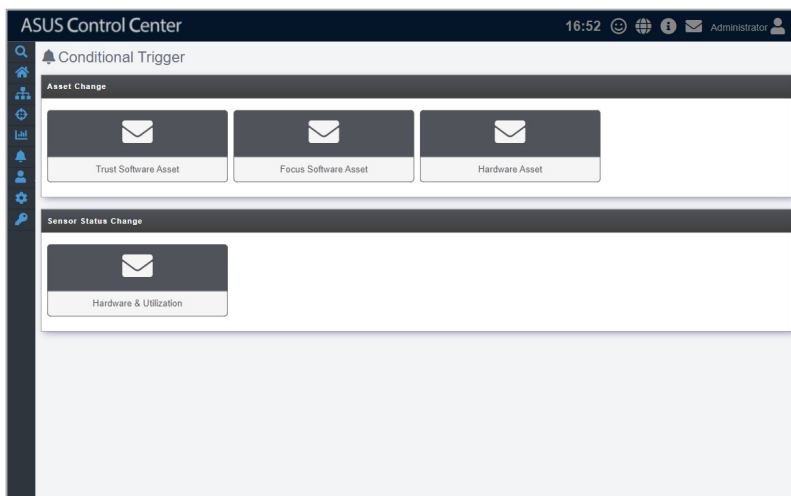 ASUS Control Center
16:52
Administrator
Conditional Trigger
Asset Change
Trust Software Asset
Focus Software Asset
Hardware Asset
Sensor Status Change
Hardware & Utilization